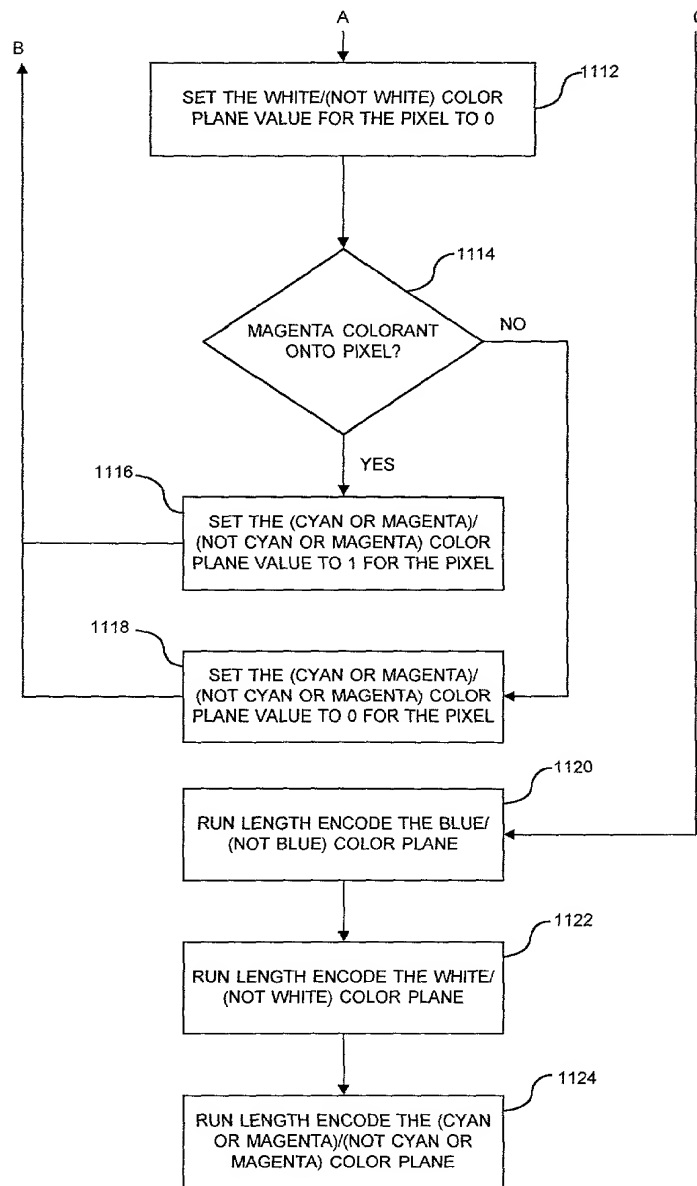 A
B
C
1112
SET THE WHITE/(NOT WHITE) COLOR
PLANE VALUE FOR THE PIXEL TO 0
1114
MAGENTA COLORANT
ONTO PIXEL?
NO
YES
1116
SET THE (CYAN OR MAGENTA)/
(NOT CYAN OR MAGENTA) COLOR
PLANE VALUE TO 1 FOR THE PIXEL
1118
SET THE (CYAN OR MAGENTA)/
(NOT CYAN OR MAGENTA) COLOR
PLANE VALUE TO 0 FOR THE PIXEL
1120
RUN LENGTH ENCODE THE BLUE/
(NOT BLUE) COLOR PLANE
1122
RUN LENGTH ENCODE THE WHITE/
(NOT WHITE) COLOR PLANE
1124
RUN LENGTH ENCODE THE (CYAN
OR MAGENTA)/(NOT CYAN OR
MAGENTA) COLOR PLANE